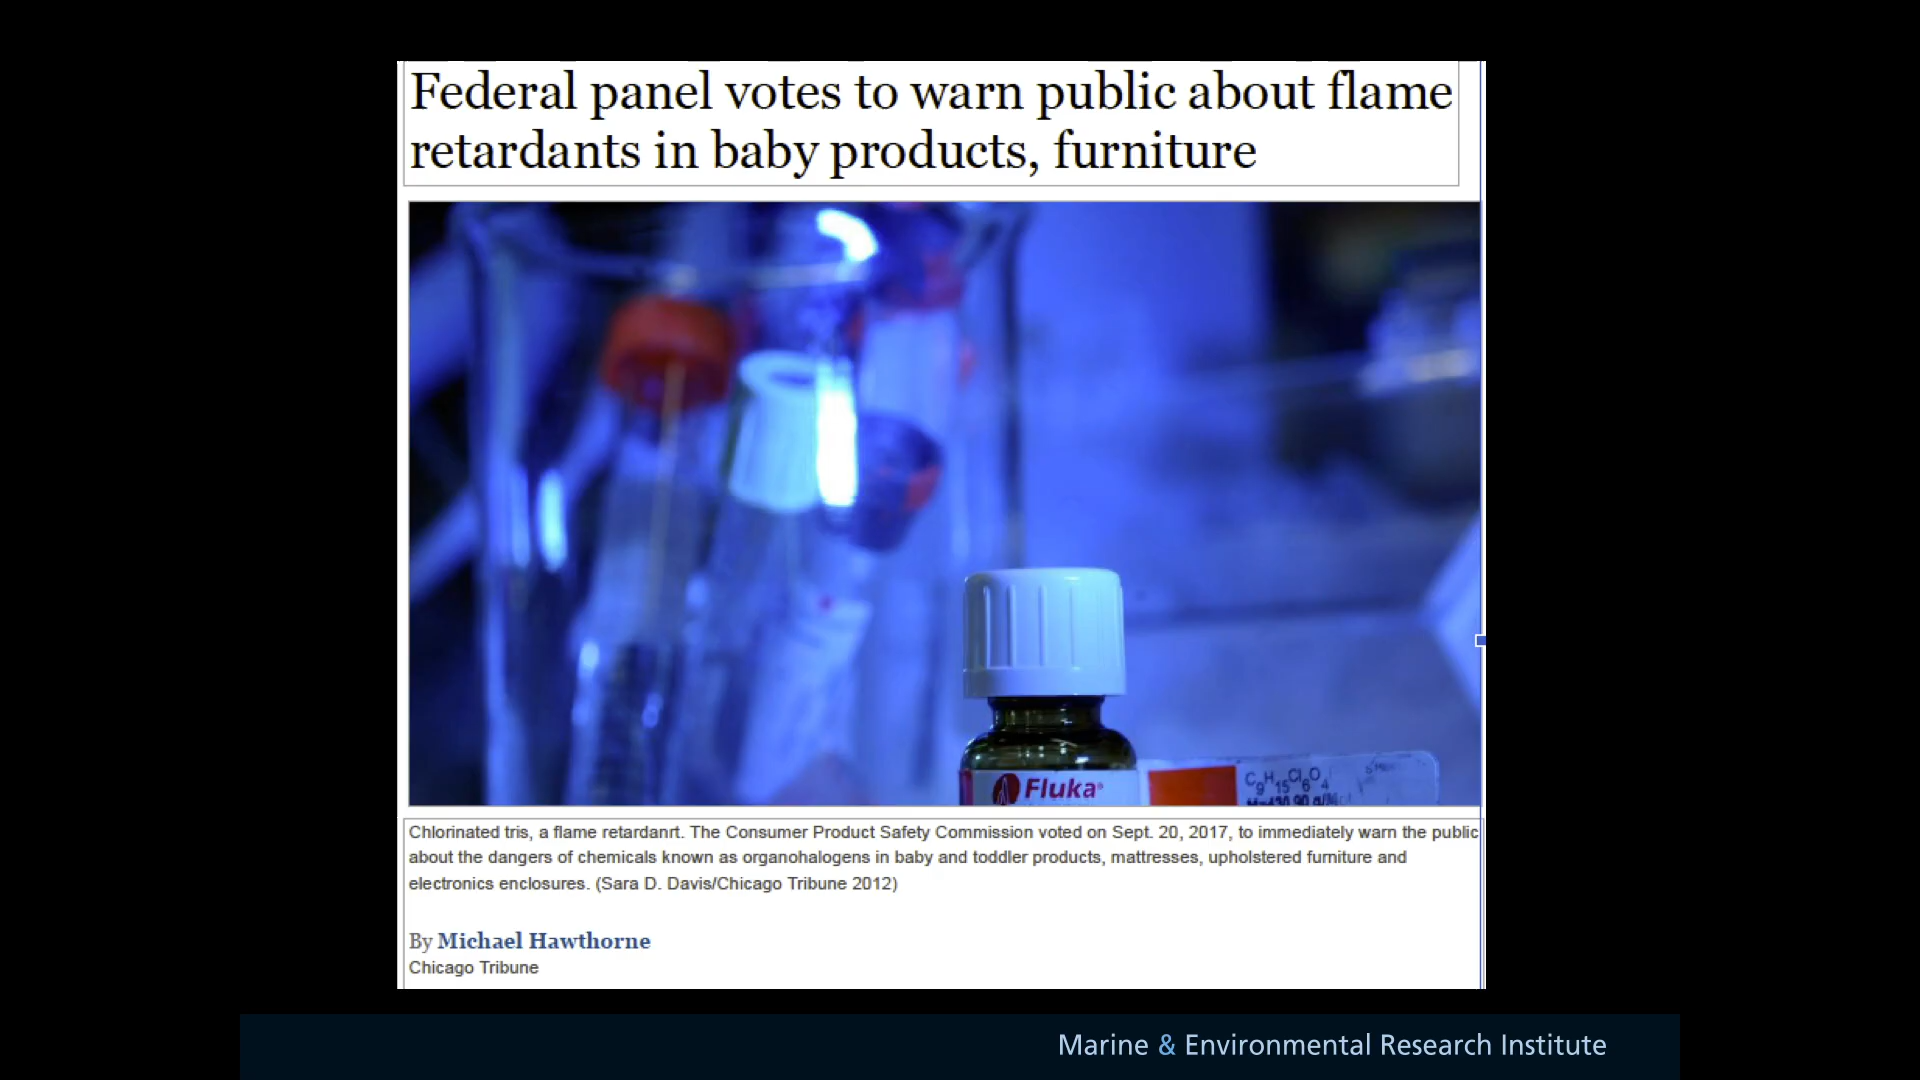 Federal panel votes to warn public about flame
retardants in baby products, furniture
Fluka
C9H15Cl6O4
Chlorinated tris, a flame retardanrt. The Consumer Product Safety Commission voted on Sept. 20, 2017, to immediately warn the public
about the dangers of chemicals known as organohalogens in baby and toddler products, mattresses, upholstered furniture and
electronics enclosures. (Sara D. Davis/Chicago Tribune 2012)
By Michael Hawthorne
Chicago Tribune
Marine & Environmental Research Institute